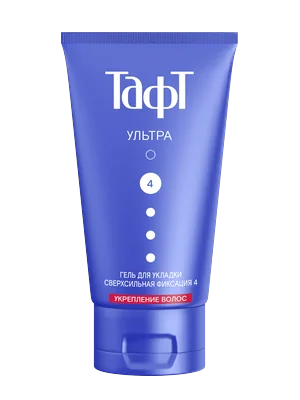 Тафт
УЛЬТРА
4
ГЕЛЬ ДЛЯ УКЛАДКИ
СВЕРХСИЛЬНАЯ ФИКСАЦИЯ 4
УКРЕПЛЕНИЕ ВОЛОС